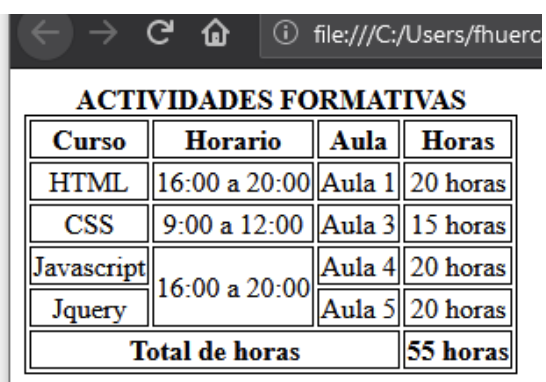 file:///C:/Users/fhuerc
ACTIVIDADES FORMATIVAS
Curso Horario Aula Horas
HTML 16:00 a 20:00 Aula 1 20 horas
CSS 9:00 a 12:00 Aula 3 15 horas
Javascript 16:00 a 20:00 Aula 4 20 horas
Jquery Aula 5 20 horas
Total de horas 55 horas